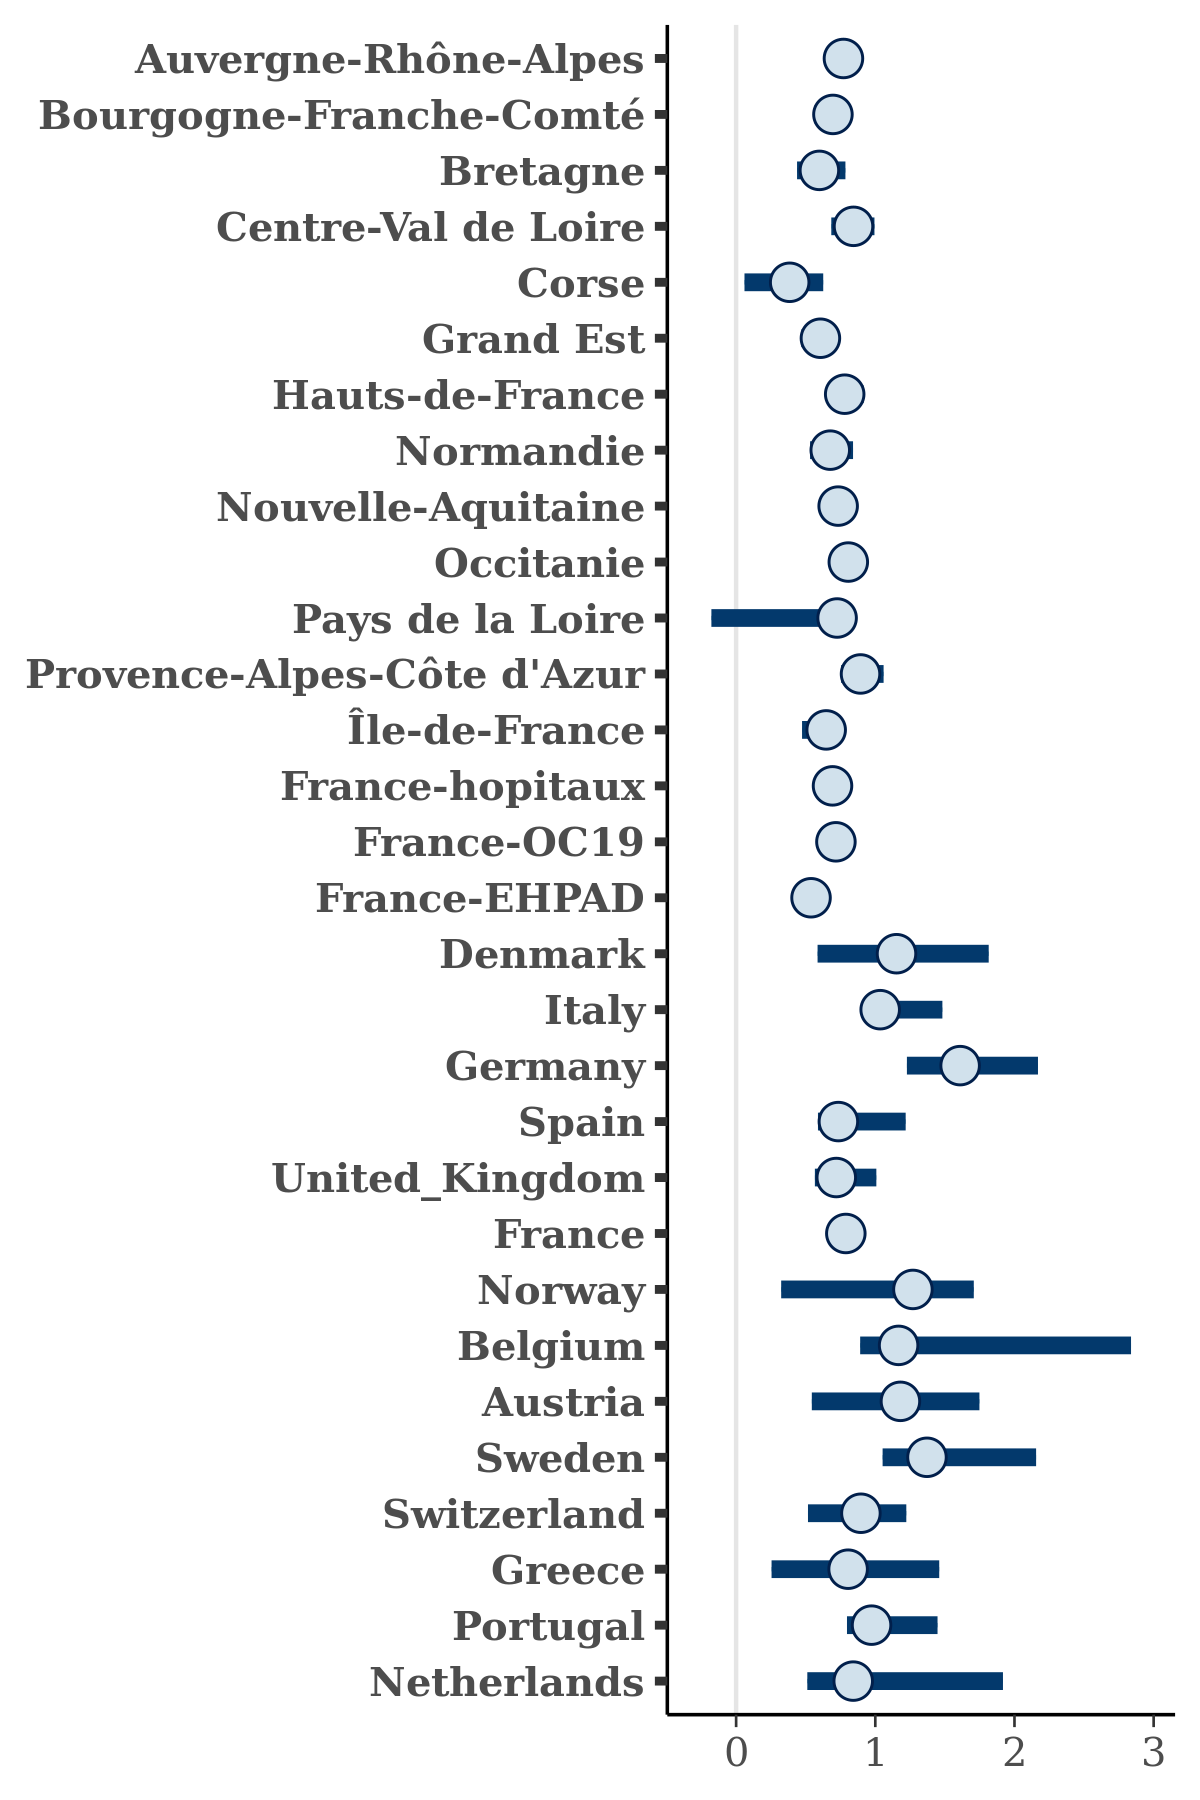 Auvergne-Rhône-Alpes
Bourgogne-Franche-Comté
Bretagne
Centre-Val de Loire
Corse
Grand Est
Hauts-de-France
Normandie
Nouvelle-Aquitaine
Occitanie
Pays de la Loire
Provence-Alpes-Côte d'Azur
Île-de-France
France-hopitaux
France-OC19
France-EHPAD
Denmark
Italy
Germany
Spain
United_Kingdom
France
Norway
Belgium
Austria
Sweden
Switzerland
Greece
Portugal
Netherlands
0 1 2 3